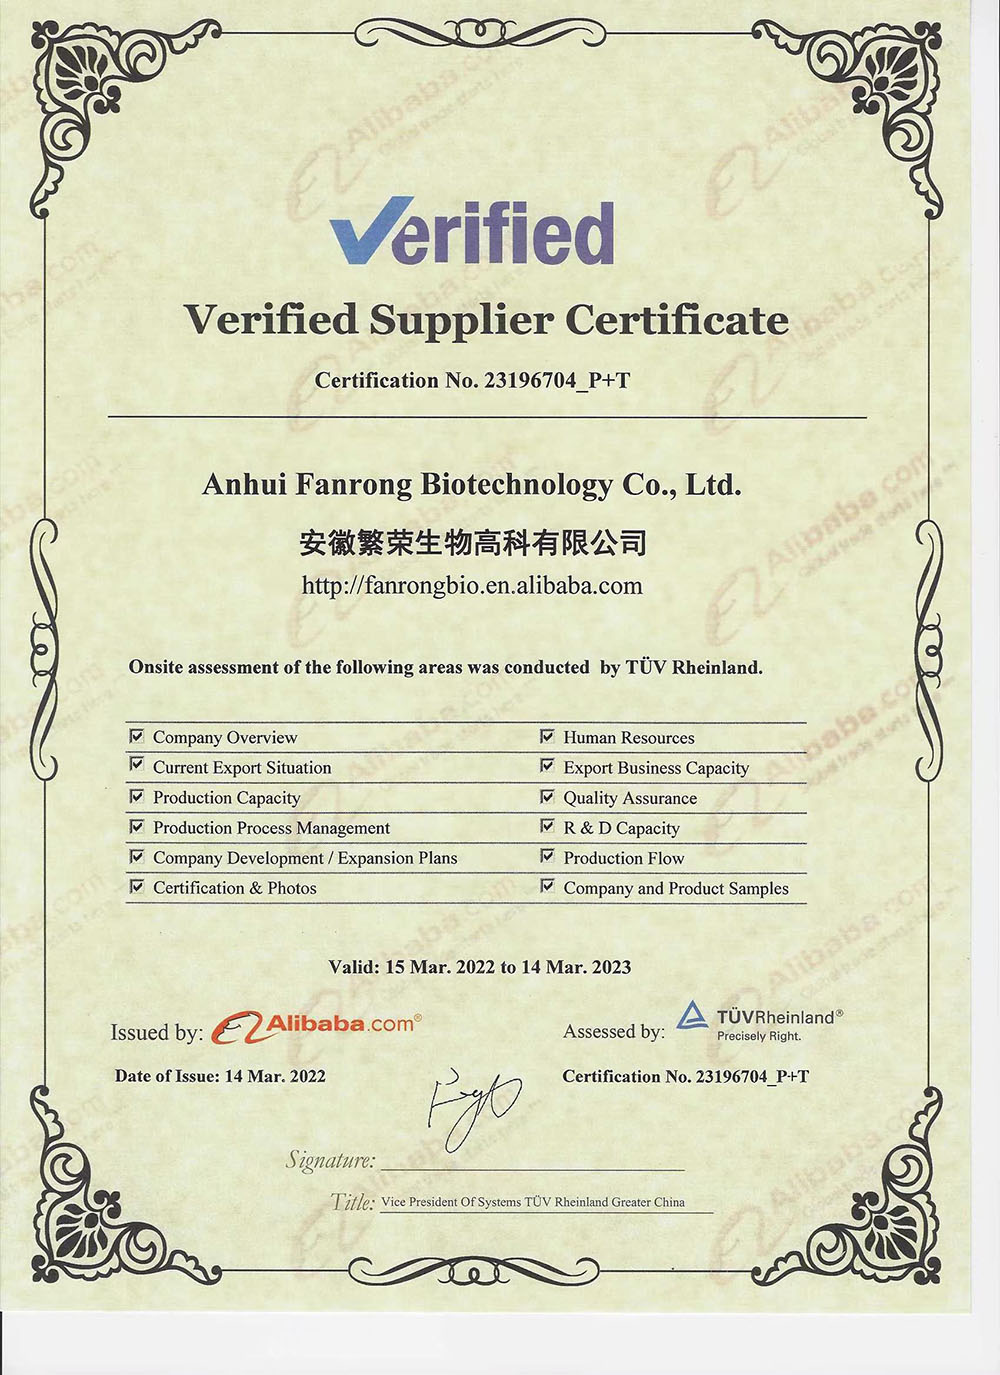 Verified
Verified Supplier Certificate
Certification No. 23196704_P+T
Anhui Fanrong Biotechnology Co., Ltd.
安徽繁荣生物高科有限公司
http://fanrongbio.en.alibaba.com
Onsite assessment of the following areas was conducted by TÜV Rheinland.
Company Overview
Human Resources
Current Export Situation
Export Business Capacity
Production Capacity
Quality Assurance
Production Process Management
R & D Capacity
Company Development / Expansion Plans
Production Flow
Certification & Photos
Company and Product Samples
Valid: 15 Mar. 2022 to 14 Mar. 2023
Issued by: Alibaba.com®
Assessed by: TÜVRheinland®
Precisely Right.
Date of Issue: 14 Mar. 2022
Certification No. 23196704_P+T
Signature:
Title: Vice President Of Systems TÜV Rheinland Greater China